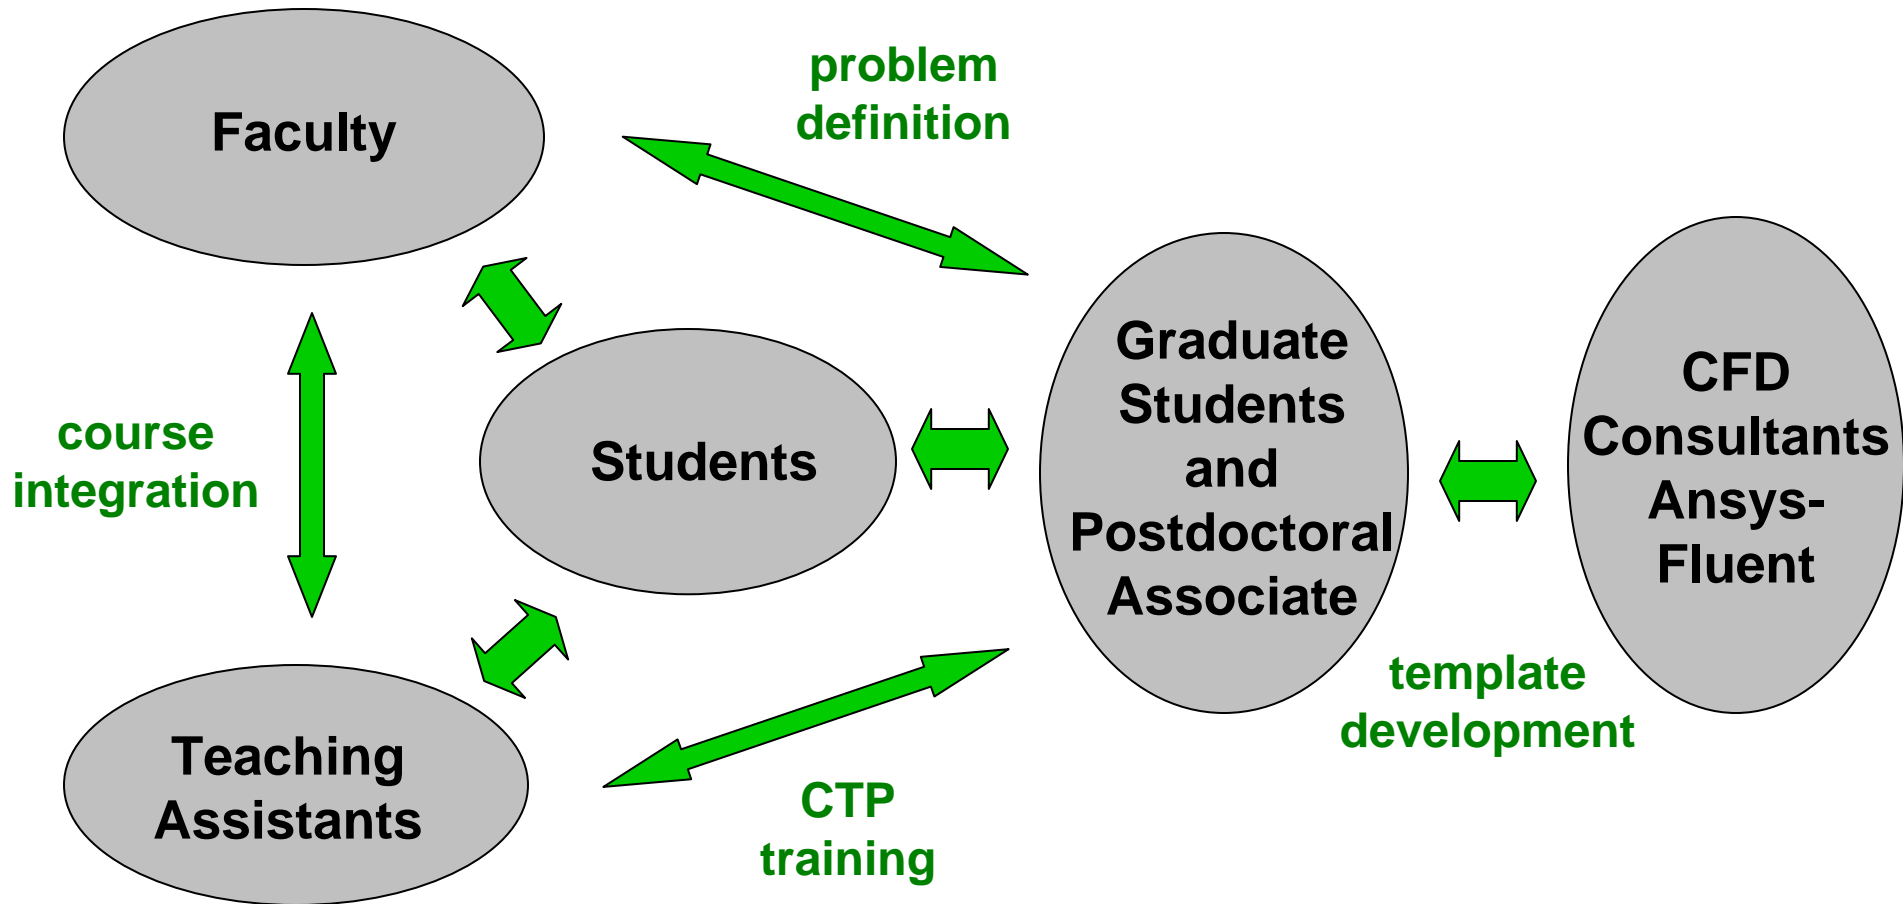 Faculty
problem
definition
course
integration
Students
Graduate
Students
and
Postdoctoral
Associate
CFD
Consultants
Ansys-
Fluent
template
development
Teaching
Assistants
CTP
training